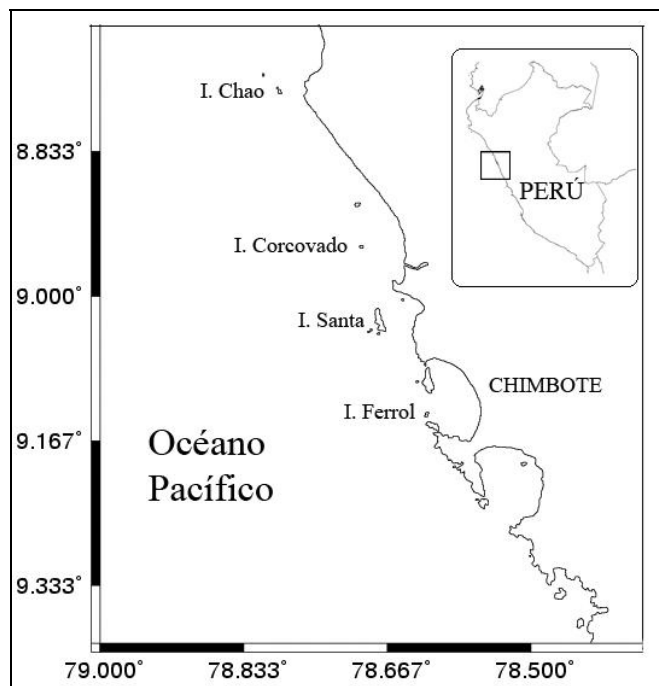 I. Chao
8.833°
PERÚ
I. Corcovado
9.000°
I. Santa
CHIMBOTE
I. Ferrol
9.167°
Océano
Pacífico
9.333°
79.000° 78.833° 78.667° 78.500°